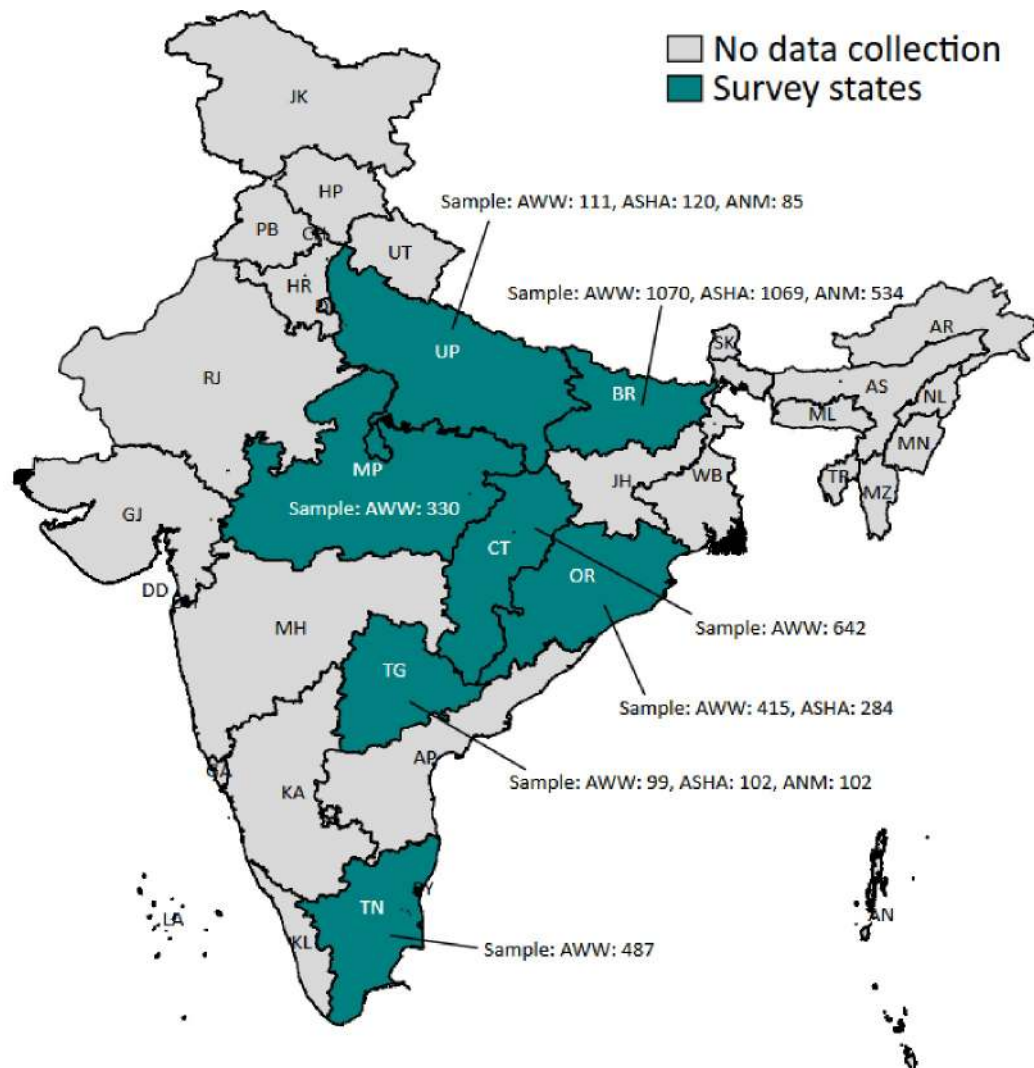 No data collection
Survey states
JK
HP
Sample: AWW: 111, ASHA: 120, ANM: 85
PB
UT
HR
Sample: AWW: 1070, ASHA: 1069, ANM: 534
AR
SK
UP
RJ
AS
BR
NL
ML
MN
MP
TR
JH
WB
MZ
Sample: AWW: 330
GJ
CT
OR
DD
MH
Sample: AWW: 642
TG
Sample: AWW: 415, ASHA: 284
AP
GA
Sample: AWW: 99, ASHA: 102, ANM: 102
KA
PY
TN
LA
AN
KL
Sample: AWW: 487